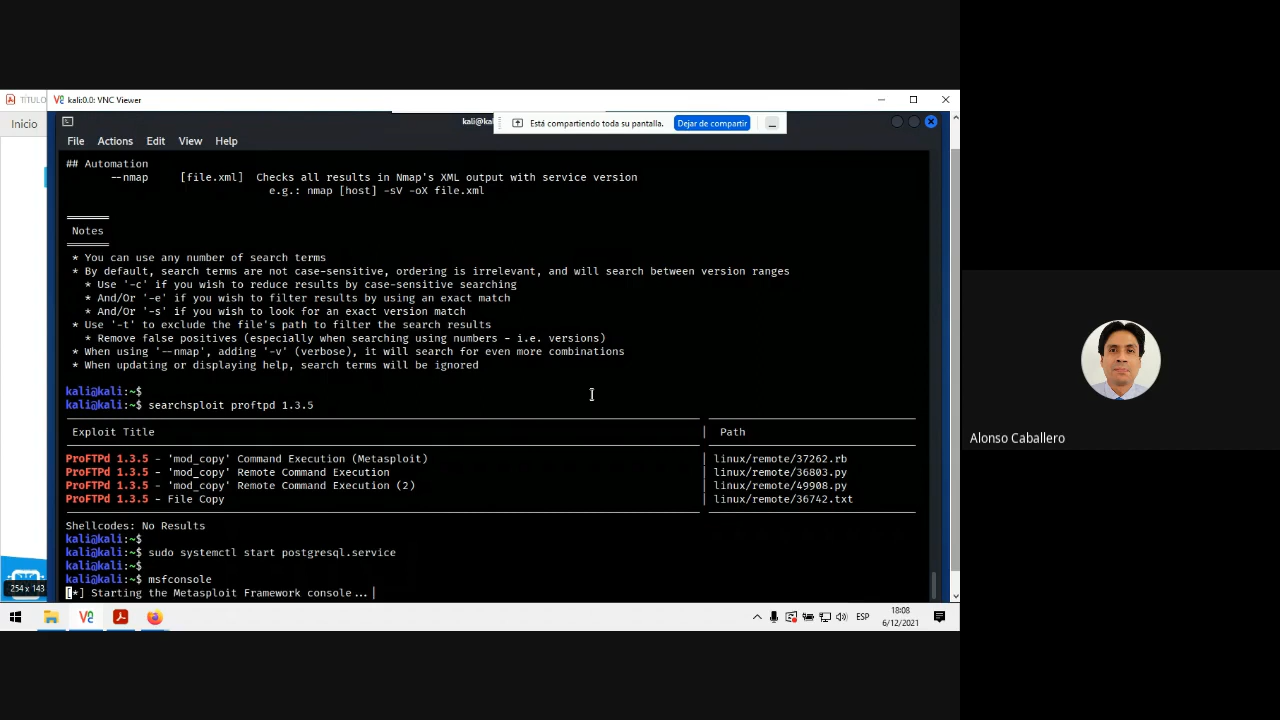 TÍTULO
kali:0.0: VNC Viewer
Inicio
kali@kal
Está compartiendo toda su pantalla.
Dejar de compartir
File Actions Edit View Help
## Automation
--nmap [file.xml] Checks all results in Nmap's XML output with service version
e.g.: nmap [host] -sV -oX file.xml
Notes
* You can use any number of search terms
* By default, search terms are not case-sensitive, ordering is irrelevant, and will search between version ranges
* Use '-c' if you wish to reduce results by case-sensitive searching
* And/Or '-e' if you wish to filter results by using an exact match
* And/Or '-s' if you wish to look for an exact version match
* Use '-t' to exclude the file's path to filter the search results
* Remove false positives (especially when searching using numbers - i.e. versions)
* When using '--nmap', adding '-v' (verbose), it will search for even more combinations
* When updating or displaying help, search terms will be ignored
kali@kali:~$
kali@kali:~$ searchsploit proftpd 1.3.5
Exploit Title | Path
ProFTPd 1.3.5 - 'mod_copy' Command Execution (Metasploit) | linux/remote/37262.rb
ProFTPd 1.3.5 - 'mod_copy' Remote Command Execution | linux/remote/36803.py
ProFTPd 1.3.5 - 'mod_copy' Remote Command Execution (2) | linux/remote/49908.py
ProFTPd 1.3.5 - File Copy | linux/remote/36742.txt
Shellcodes: No Results
kali@kali:~$
kali@kali:~$ sudo systemctl start postgresql.service
kali@kali:~$
kali@kali:~$ msfconsole
[*] Starting the Metasploit Framework console... |
254 x 143
ESP
18:08
6/12/2021
Alonso Caballero